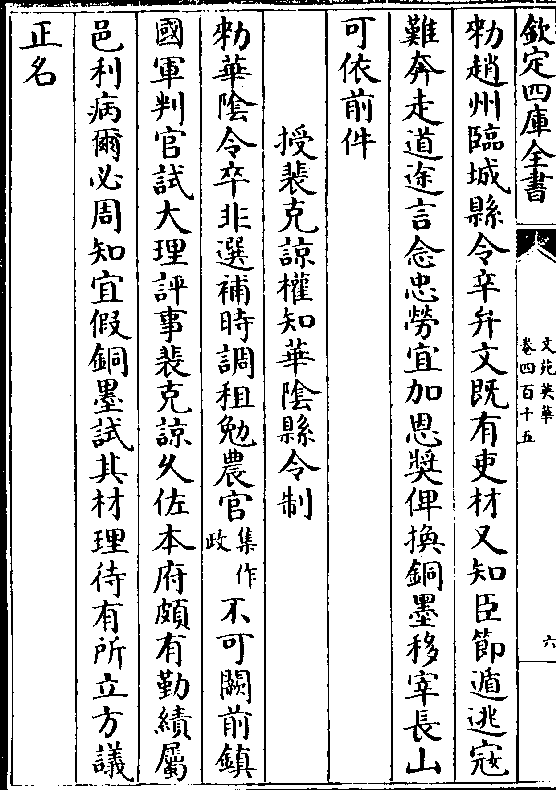 欽定四庫全書
文苑英華
卷四百十五
六
勅趙州臨城縣令辛弁文既有吏材又知臣節遁逃寇
難奔走道途言念忠勞宜加恩奬俾換銅墨移宰長山
可依前件
授裴克諒權知華陰縣令制
勅華陰令卒非選補時調租勉農官集作政不可闕前鎮
國軍判官試大理評事裴克諒久佐本府頗有勤績屬
邑利病爾必周知宜假銅墨試其材理待有所立方議
正名